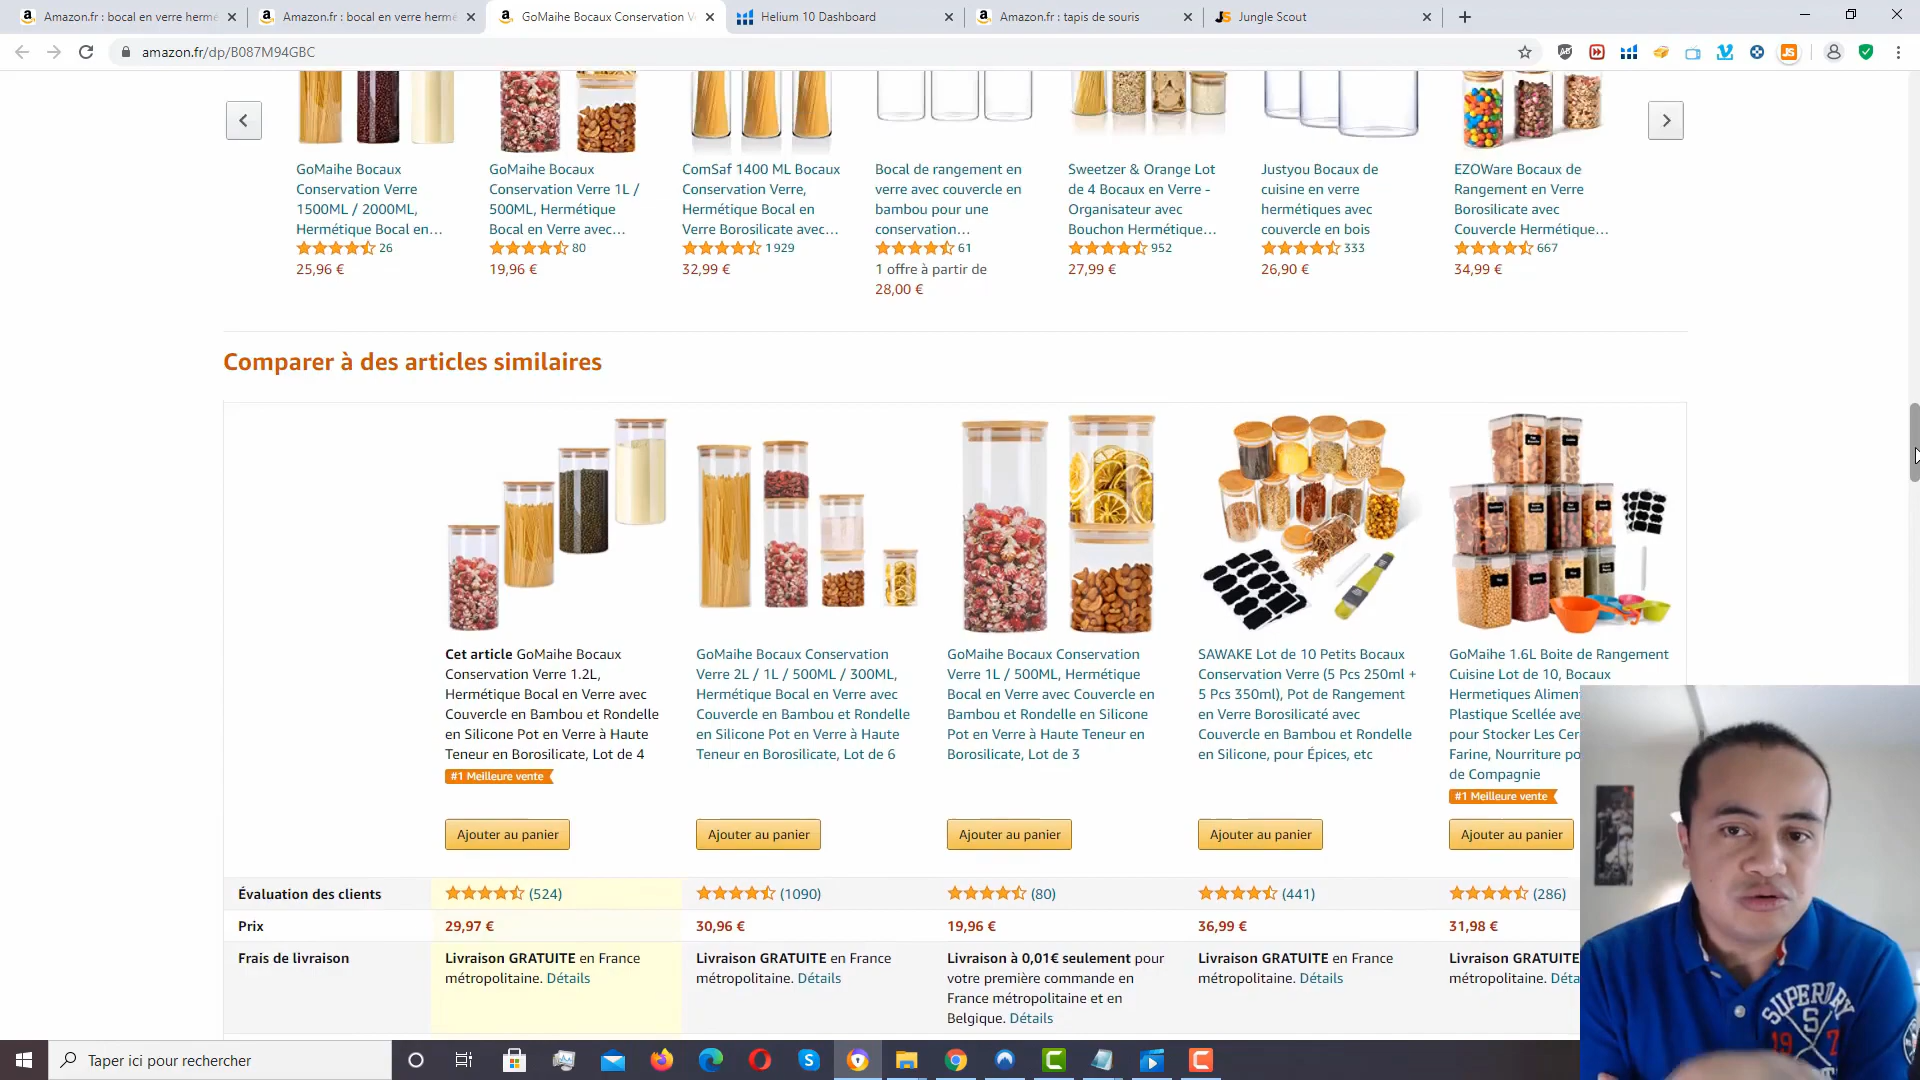 Amazon.fr : bocal en verre hermé
Amazon.fr : bocal en verre hermé
GoMaihe Bocaux Conservation V
Helium 10 Dashboard
Amazon.fr : tapis de souris
Jungle Scout
amazon.fr/dp/B087M94GBC
GoMaihe Bocaux
Conservation Verre
1500ML / 2000ML,
Hermétique Bocal en...
26
25,96 €
GoMaihe Bocaux
Conservation Verre 1L /
500ML, Hermétique
Bocal en Verre avec...
80
19,96 €
ComSaf 1400 ML Bocaux
Conservation Verre,
Hermétique Bocal en
Verre Borosilicate avec...
1 929
32,99 €
Bocal de rangement en
verre avec couvercle en
bambou pour une
conservation...
61
1 offre à partir de
28,00 €
Sweetzer & Orange Lot
de 4 Bocaux en Verre -
Organisateur avec
Bouchon Hermétique...
952
27,99 €
Justyou Bocaux de
cuisine en verre
hermétiques avec
couvercle en bois
333
26,90 €
EZOWare Bocaux de
Rangement en Verre
Borosilicate avec
Couvercle Hermétique...
667
34,99 €
Comparer à des articles similaires
Cet article GoMaihe Bocaux
Conservation Verre 1.2L,
Hermétique Bocal en Verre avec
Couvercle en Bambou et Rondelle
en Silicone Pot en Verre à Haute
Teneur en Borosilicate, Lot de 4
#1 Meilleure vente
GoMaihe Bocaux Conservation
Verre 2L / 1L / 500ML / 300ML,
Hermétique Bocal en Verre avec
Couvercle en Bambou et Rondelle
en Silicone Pot en Verre à Haute
Teneur en Borosilicate, Lot de 6
GoMaihe Bocaux Conservation
Verre 1L / 500ML, Hermétique
Bocal en Verre avec Couvercle en
Bambou et Rondelle en Silicone
Pot en Verre à Haute Teneur en
Borosilicate, Lot de 3
SAWAKE Lot de 10 Petits Bocaux
Conservation Verre (5 Pcs 250ml +
5 Pcs 350ml), Pot de Rangement
en Verre Borosilicaté avec
Couvercle en Bambou et Rondelle
en Silicone, pour Épices, etc
GoMaihe 1.6L Boite de Rangement
Cuisine Lot de 10, Bocaux
Hermetiques Alimen
Plastique Scellée ave
pour Stocker Les Cer
Farine, Nourriture po
de Compagnie
#1 Meilleure vente
Ajouter au panier
Ajouter au panier
Ajouter au panier
Ajouter au panier
Ajouter au panier
Évaluation des clients
(524)
(1090)
(80)
(441)
(286)
Prix
29,97 €
30,96 €
19,96 €
36,99 €
31,98 €
Frais de livraison
Livraison GRATUITE en France
métropolitaine. Détails
Livraison GRATUITE en France
métropolitaine. Détails
Livraison à 0,01€ seulement pour
votre première commande en
France métropolitaine et en
Belgique. Détails
Livraison GRATUITE en France
métropolitaine. Détails
Livraison GRATUITE
métropolitaine. Déta
SUPERDRY
S
Taper ici pour rechercher